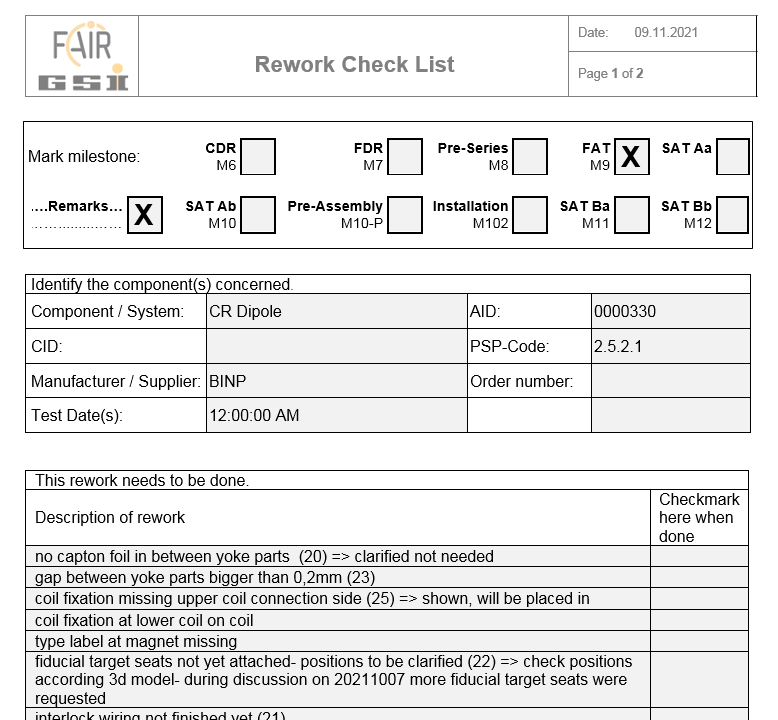 FAIR
GSI
Rework Check List
Date: 09.11.2021
Page 1 of 2
Mark milestone:
CDR
M6
FDR
M7
Pre-Series
M8
FAT
M9
X
SAT Aa
....Remarks...
.................
X
SAT Ab
M10
Pre-Assembly
M10-P
Installation
M102
SAT Ba
M11
SAT Bb
M12
Identify the component(s) concerned.
Component / System: CR Dipole AID: 0000330
CID: PSP-Code: 2.5.2.1
Manufacturer / Supplier: BINP Order number:
Test Date(s): 12:00:00 AM
This rework needs to be done.
Description of rework
Checkmark
here when
done
no capton foil in between yoke parts  (20) => clarified not needed
gap between yoke parts bigger than 0,2mm (23)
coil fixation missing upper coil connection side (25) => shown, will be placed in
coil fixation at lower coil on coil
type label at magnet missing
fiducial target seats not yet attached- positions to be clarified (22) => check positions
according 3d model- during discussion on 20211007 more fiducial target seats were
requested
interlock wiring not finished yet (21)